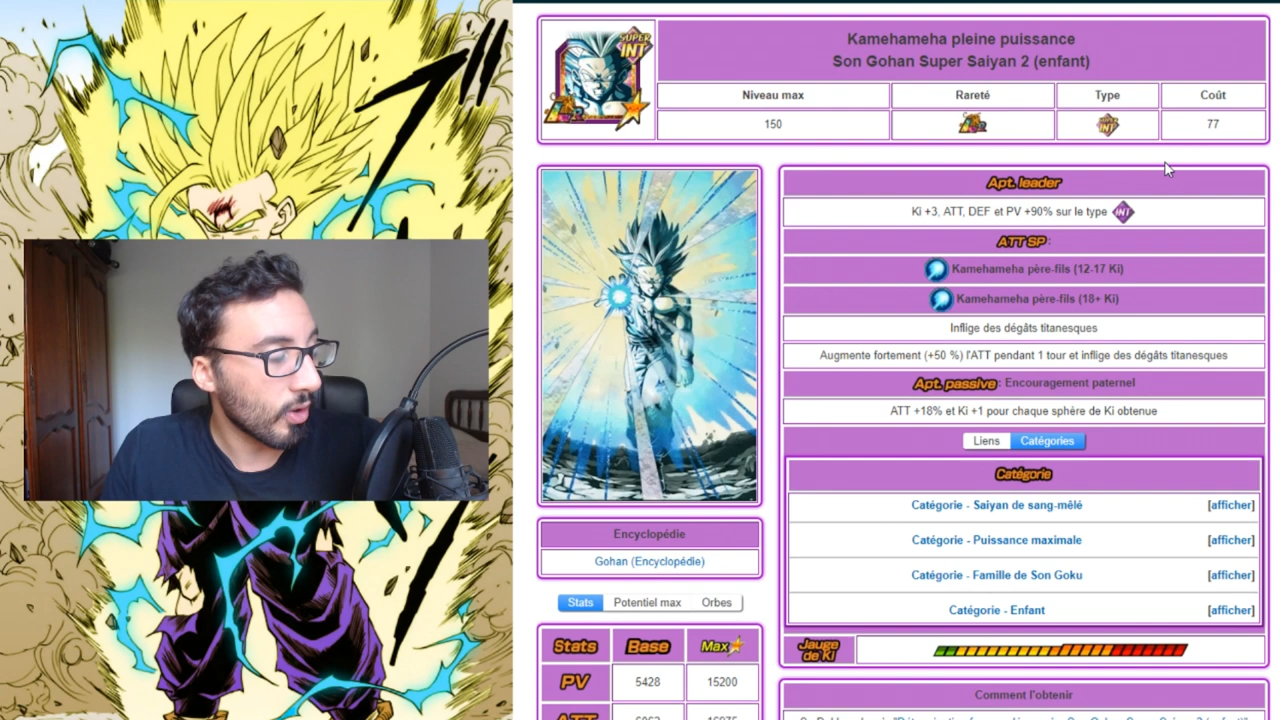 SUPER
INT
Kamehameha pleine puissance
Son Gohan Super Saiyan 2 (enfant)
Niveau max
Rareté
Type
Coût
150
SUPER
INT
77
Apt. leader
Ki +3, ATT, DEF et PV +90% sur le type INT
ATT SP:
Kamehameha père-fils (12-17 Ki)
Kamehameha père-fils (18+ Ki)
Inflige des dégâts titanesques
Augmente fortement (+50 %) l'ATT pendant 1 tour et inflige des dégâts titanesques
Apt. passive: Encouragement paternel
ATT +18% et Ki +1 pour chaque sphère de Ki obtenue
Liens
Catégories
Catégorie
Catégorie - Saiyan de sang-mêlé
[afficher]
Catégorie - Puissance maximale
[afficher]
Catégorie - Famille de Son Goku
[afficher]
Catégorie - Enfant
[afficher]
Jauge
de Ki
Comment l'obtenir
Encyclopédie
Gohan (Encyclopédie)
Stats
Potentiel max
Orbes
Stats
Base
Max
PV
5428
15200